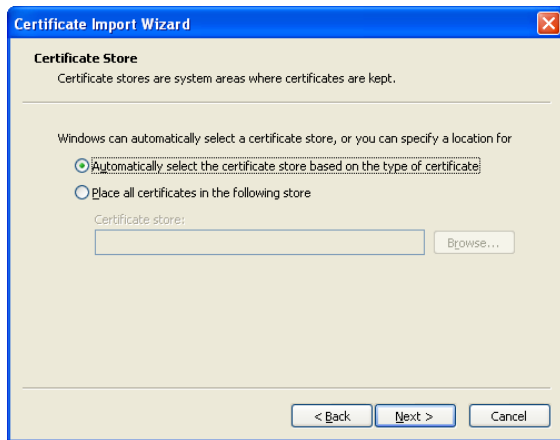 Certificate Import Wizard
Certificate Store
Certificate stores are system areas where certificates are kept.
Windows can automatically select a certificate store, or you can specify a location for
Automatically select the certificate store based on the type of certificate
Place all certificates in the following store
Certificate store:
Browse...
< Back
Next >
Cancel